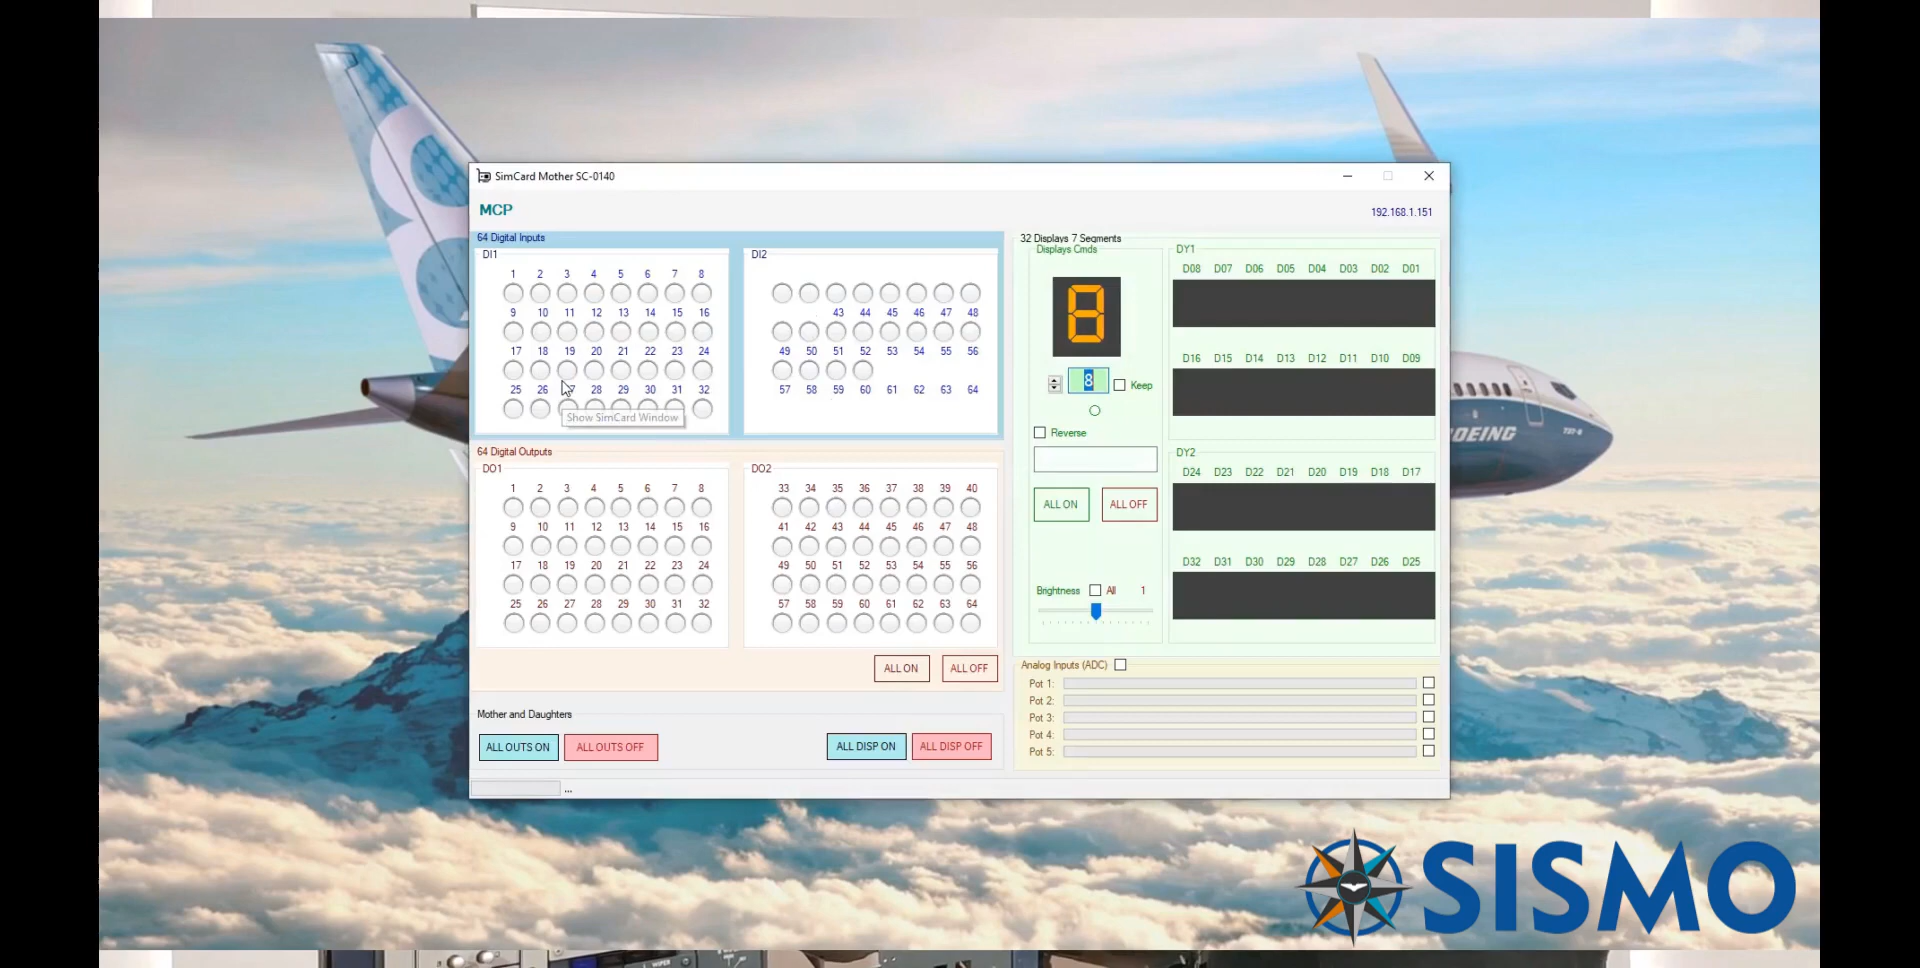 SimCard Mother SC-0140
MCP
192.168.1.151
64 Digital Inputs
DI1
1 2 3 4 5 6 7 8
9 10 11 12 13 14 15 16
17 18 19 20 21 22 23 24
25 26 28 29 30 31 32
Show SimCard Window
DI2
43 44 45 46 47 48
49 50 51 52 53 54 55 56
57 58 59 60 61 62 63 64
64 Digital Outputs
DO1
1 2 3 4 5 6 7 8
9 10 11 12 13 14 15 16
17 18 19 20 21 22 23 24
25 26 27 28 29 30 31 32
DO2
33 34 35 36 37 38 39 40
41 42 43 44 45 46 47 48
49 50 51 52 53 54 55 56
57 58 59 60 61 62 63 64
ALL ON ALL OFF
Mother and Daughters
ALL OUTS ON ALL OUTS OFF ALL DISP ON ALL DISP OFF
...
32 Displays 7 Segments
Displays Cmds
8
8 Keep
Reverse
ALL ON ALL OFF
Brightness All 1
DY1
D08 D07 D06 D05 D04 D03 D02 D01
D16 D15 D14 D13 D12 D11 D10 D09
DY2
D24 D23 D22 D21 D20 D19 D18 D17
D32 D31 D30 D29 D28 D27 D26 D25
Analog Inputs (ADC)
Pot 1:
Pot 2:
Pot 3:
Pot 4:
Pot 5:
SISMO